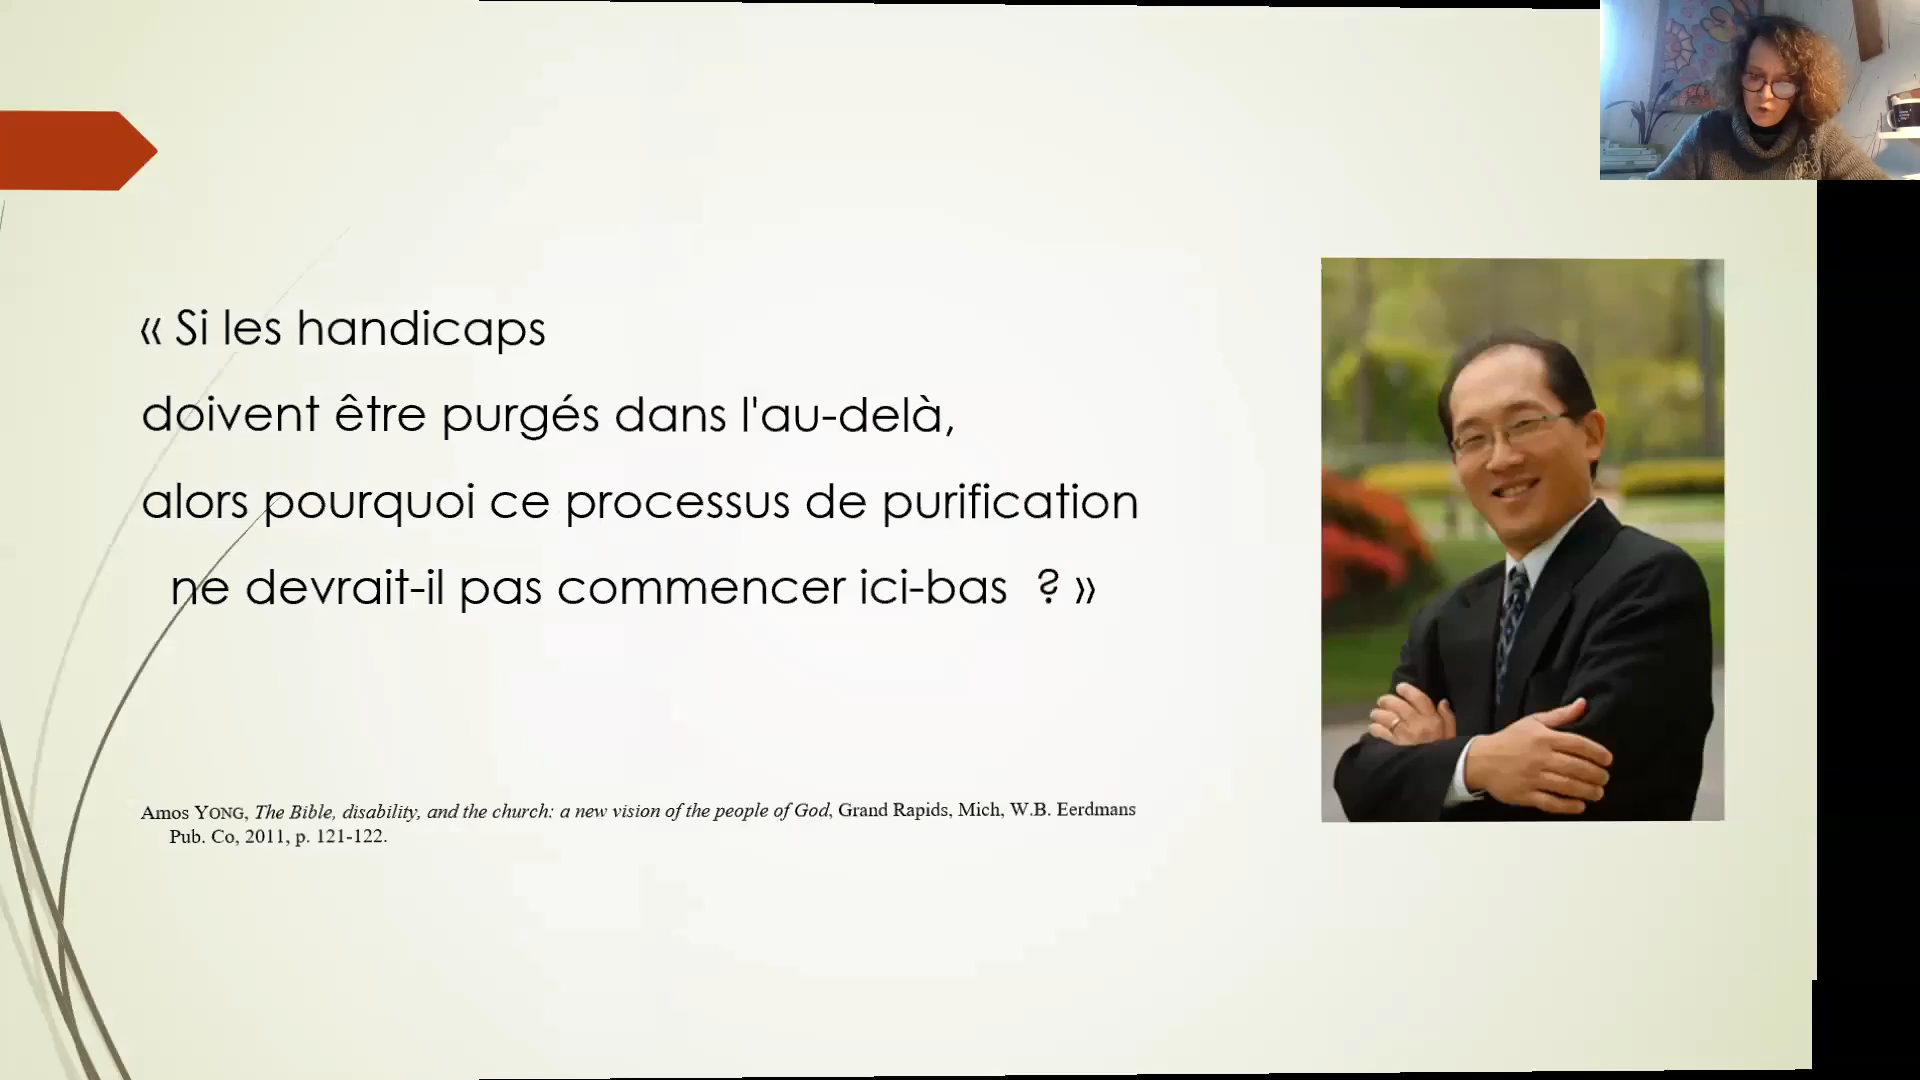 « Si les handicaps
doivent être purgés dans l'au-delà,
alors pourquoi ce processus de purification
ne devrait-il pas commencer ici-bas  ? »
Amos YONG, The Bible, disability, and the church: a new vision of the people of God, Grand Rapids, Mich, W.B. Eerdmans
Pub. Co, 2011, p. 121-122.